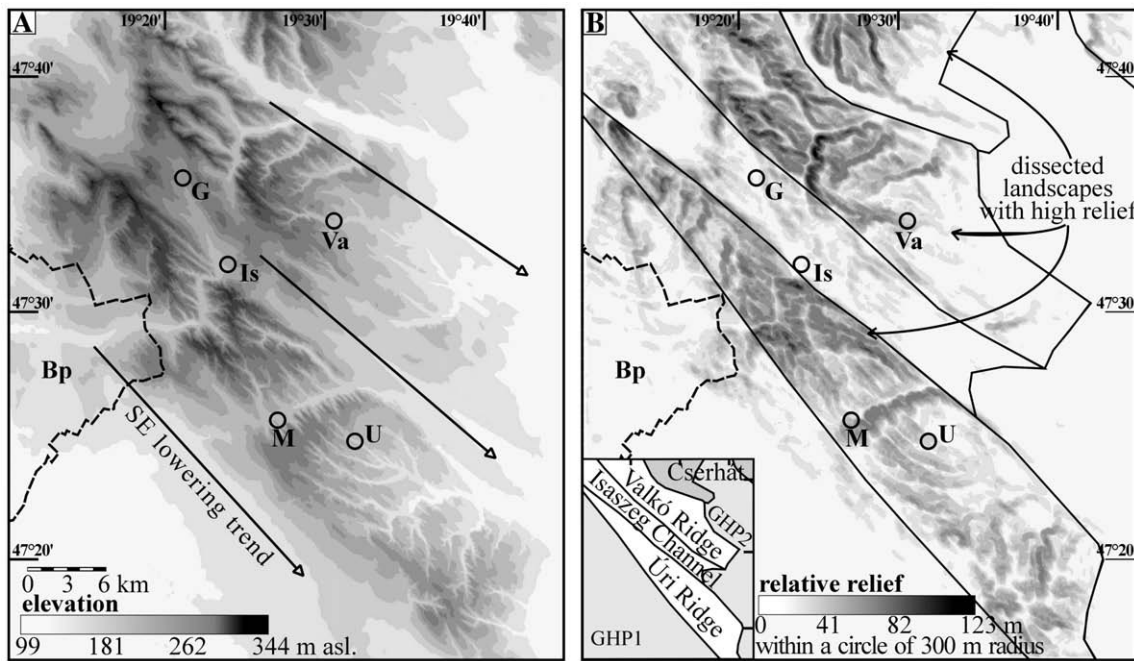 A
19°20'
19°30'
19°40'
47°40'
G
Va
Is
47°30'
Bp
M
U
SE lowering trend
47°20'
0 3 6 km
elevation
99 181 262 344 m asl.
B
19°20'
19°30'
19°40'
47°40'
G
dissected
landscapes
with high relief
Va
Is
47°30'
Bp
M
U
Cserhát
Valkó Ridge
GHP2
Isaszeg Channel
Úri Ridge
GHP1
47°20'
relative relief
0 41 82 123 m
within a circle of 300 m radius